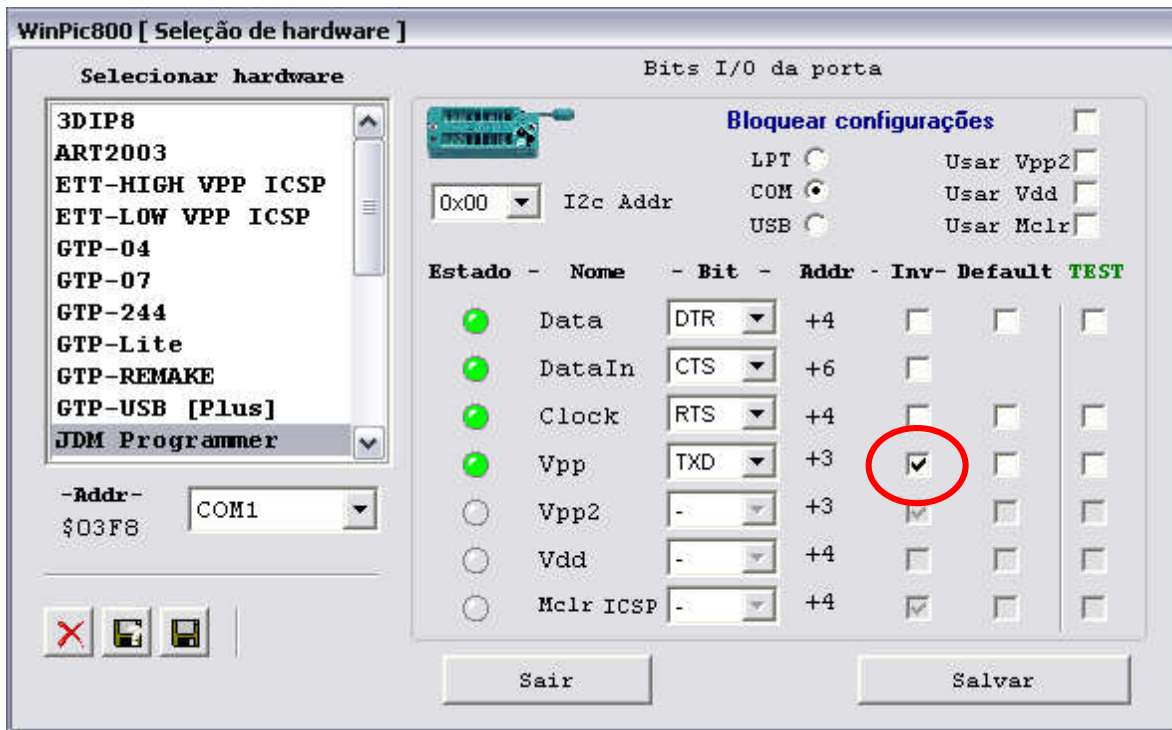 WinPic800 [ Seleção de hardware ]
Selecionar hardware
3DIP8
ART2003
ETT-HIGH VPP ICSP
ETT-LOW VPP ICSP
GTP-04
GTP-07
GTP-244
GTP-Lite
GTP-REMAKE
GTP-USB [Plus]
JDM Programmer
-Addr-
$03F8
COM1
Bits I/O da porta
Bloquear configurações
0x00 I2c Addr
LPT Usar Vpp2
COM Usar Vdd
USB Usar Mclr
Estado - Nome - Bit - Addr - Inv- Default TEST
Data DTR +4
DataIn CTS +6
Clock RTS +4
Vpp TXD +3
Vpp2 - +3
Vdd - +4
Mclr ICSP - +4
Sair Salvar